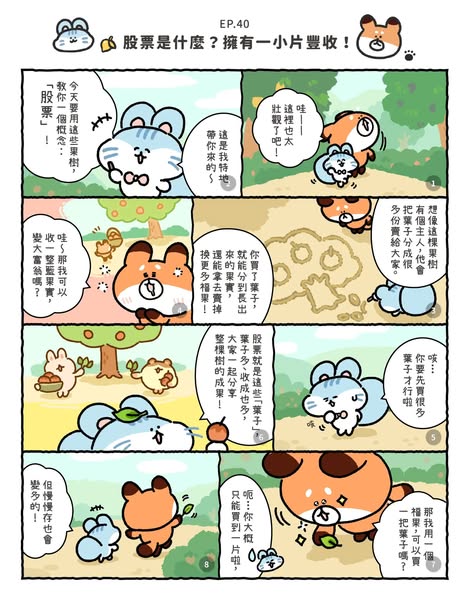 EP.40
股票是什麼?擁有一小片豐收!
哇——
這裡也太
壯觀了吧!
1
這是我特地
帶你來的~
今天要用這些果樹,
教你一個概念:
「股票」!
2
想像這棵果樹
有個主人,他會
把葉子分成很
多份賣給大家。
3
你買了葉子,
就能分到長出
來的果實,
還能拿去賣掉
換更多福果!
哇~那我可以
收一整籃果實,
變大富翁嗎?
4
咳…
你要先買很多
葉子才行啦
咳
5
股票就是這些「葉子」,
葉子多、收成也多,
大家一起分享
整棵樹的成果!
6
那我用一個
福果,可以買
一把葉子嗎?
7
呃…你大概
只能買到一片啦,
但慢慢存也會
變多的!
8